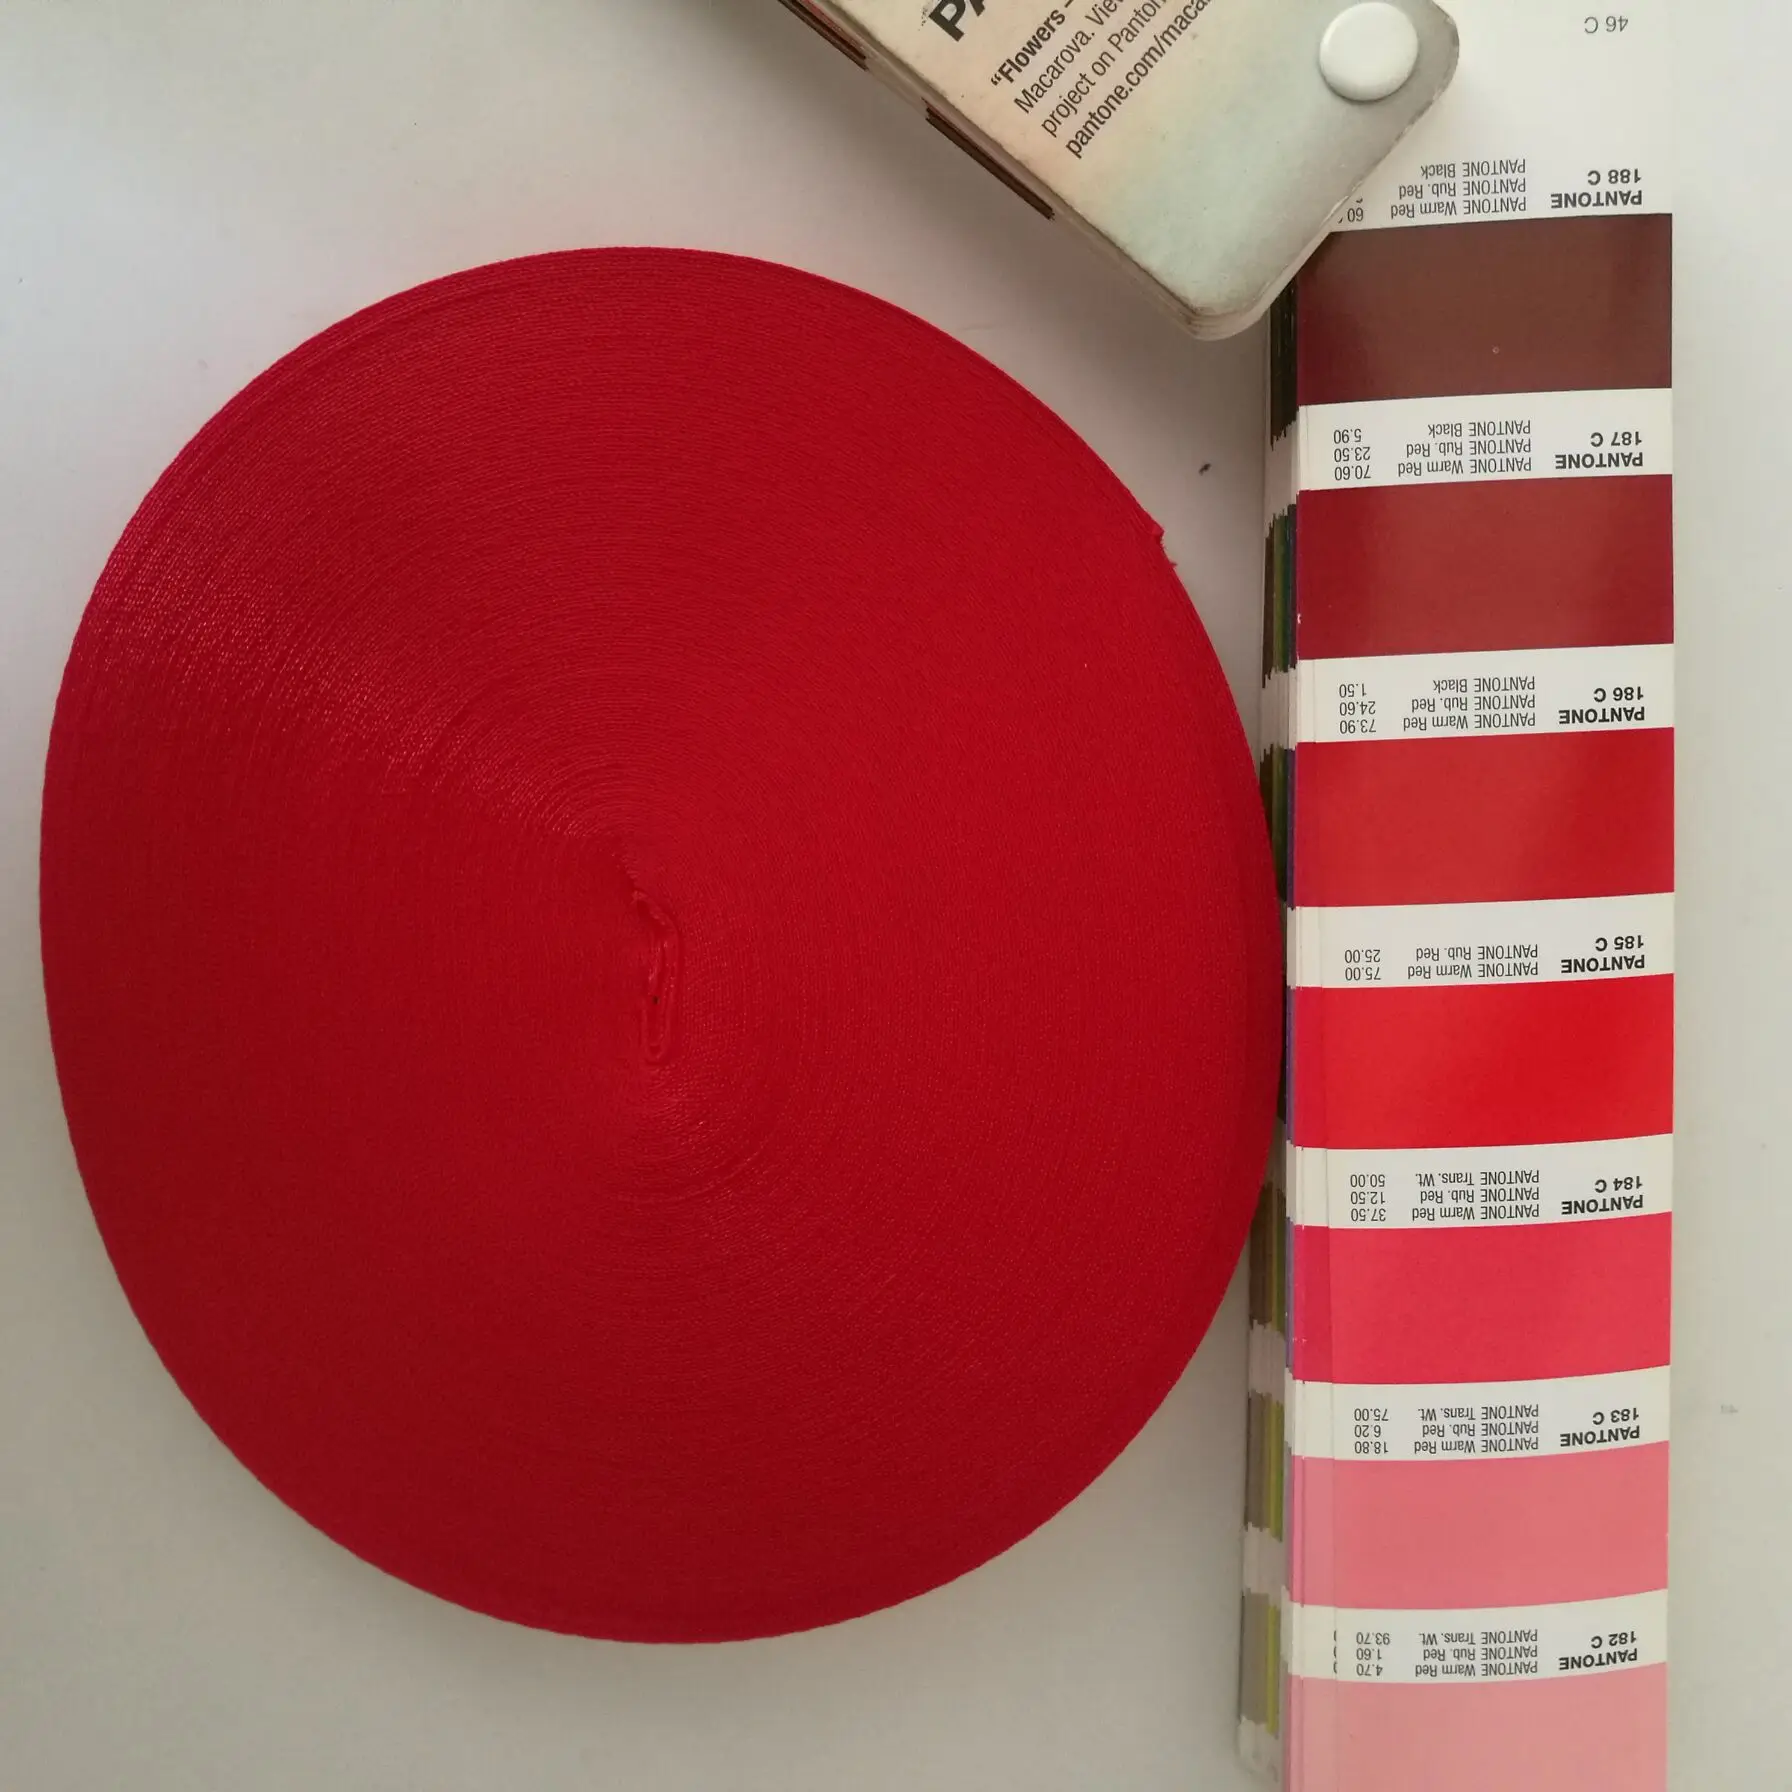 PA
“Flowers –
Macarova. Vie
project on Panton
pantone.com/maca
PANTONE
182 C
PANTONE Warm Red 4.70
PANTONE Rub. Red 1.60
PANTONE Trans. Wt. 93.70
PANTONE
183 C
PANTONE Warm Red 18.80
PANTONE Rub. Red 6.20
PANTONE Trans. Wt. 75.00
PANTONE
184 C
PANTONE Warm Red 37.50
PANTONE Rub. Red 12.50
PANTONE Trans. Wt. 50.00
PANTONE
185 C
PANTONE Warm Red 75.00
PANTONE Rub. Red 25.00
PANTONE
186 C
PANTONE Warm Red 73.90
PANTONE Rub. Red 24.60
PANTONE Black 1.50
PANTONE
187 C
PANTONE Warm Red 70.60
PANTONE Rub. Red 23.50
PANTONE Black 5.90
PANTONE
188 C
PANTONE Warm Red 60
PANTONE Rub. Red
PANTONE Black
46 C